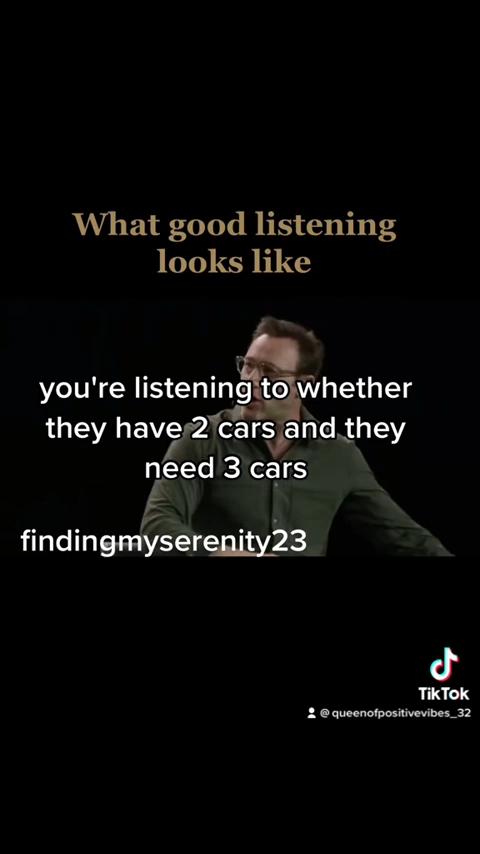 What good listening
looks like
you're listening to whether
they have 2 cars and they
need 3 cars
findingmyserenity23
TikTok
@queenofpositivevibes_32